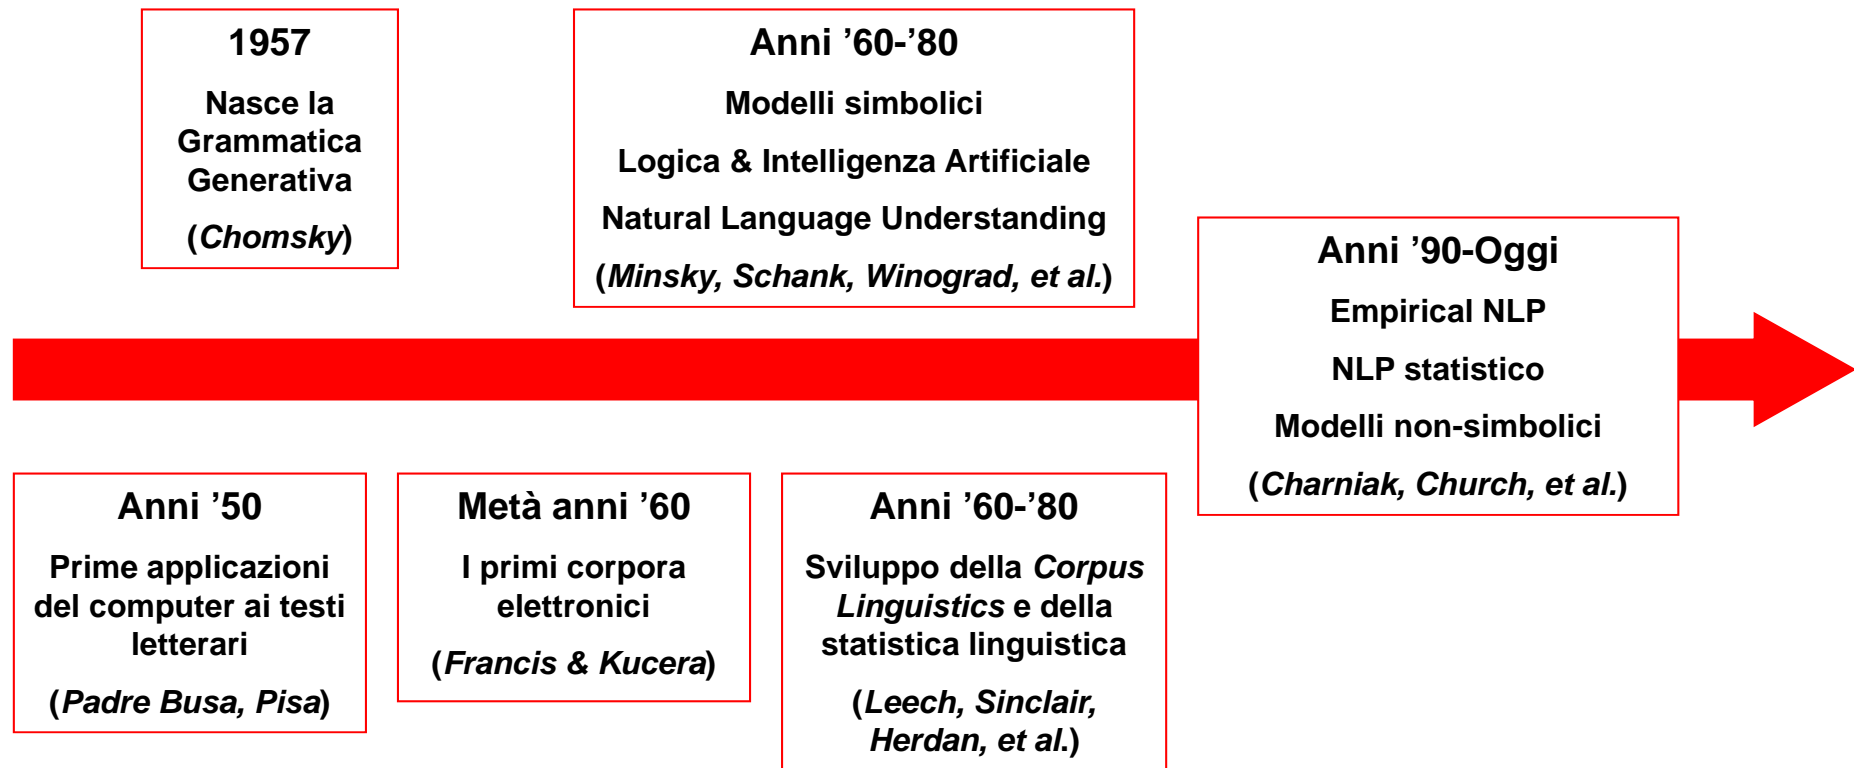 1957
Nasce la
Grammatica
Generativa
(Chomsky)
Anni ’60-’80
Modelli simbolici
Logica & Intelligenza Artificiale
Natural Language Understanding
(Minsky, Schank, Winograd, et al.)
Anni ’90-Oggi
Empirical NLP
NLP statistico
Modelli non-simbolici
(Charniak, Church, et al.)
Anni ’50
Prime applicazioni
del computer ai testi
letterari
(Padre Busa, Pisa)
Metà anni ’60
I primi corpora
elettronici
(Francis & Kucera)
Anni ’60-’80
Sviluppo della Corpus
Linguistics e della
statistica linguistica
(Leech, Sinclair,
Herdan, et al.)